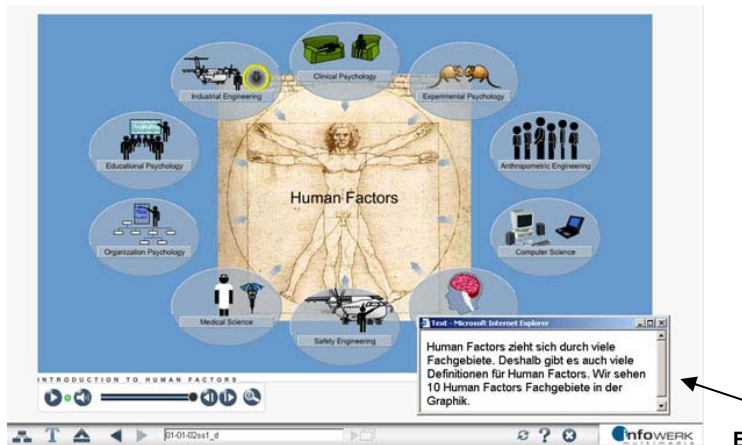 Clinical Psychology
Industrial Engineering
Experimental Psychology
Educational Psychology
Anthropometric Engineering
Human Factors
Organization Psychology
Computer Science
Medical Science
Safety Engineering
Text - Microsoft Internet Explorer
Human Factors zieht sich durch viele
Fachgebiete. Deshalb gibt es auch viele
Definitionen für Human Factors. Wir sehen
10 Human Factors Fachgebiete in der
Graphik.
INTRODUCTION TO HUMAN FACTORS
T
01-01-02ss1_d
?
infoWERK
multimedia